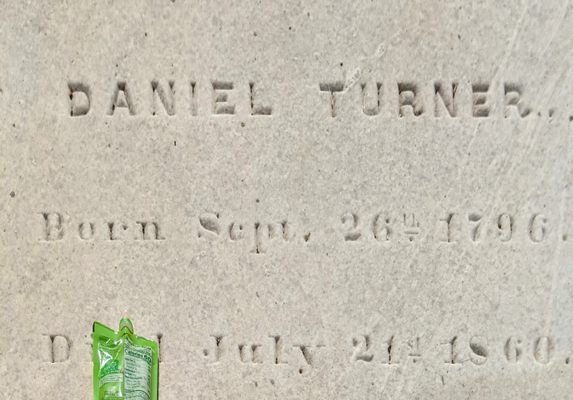 DANIEL TURNER.
Born Sept. 26th 1796.
July 21st 1860.